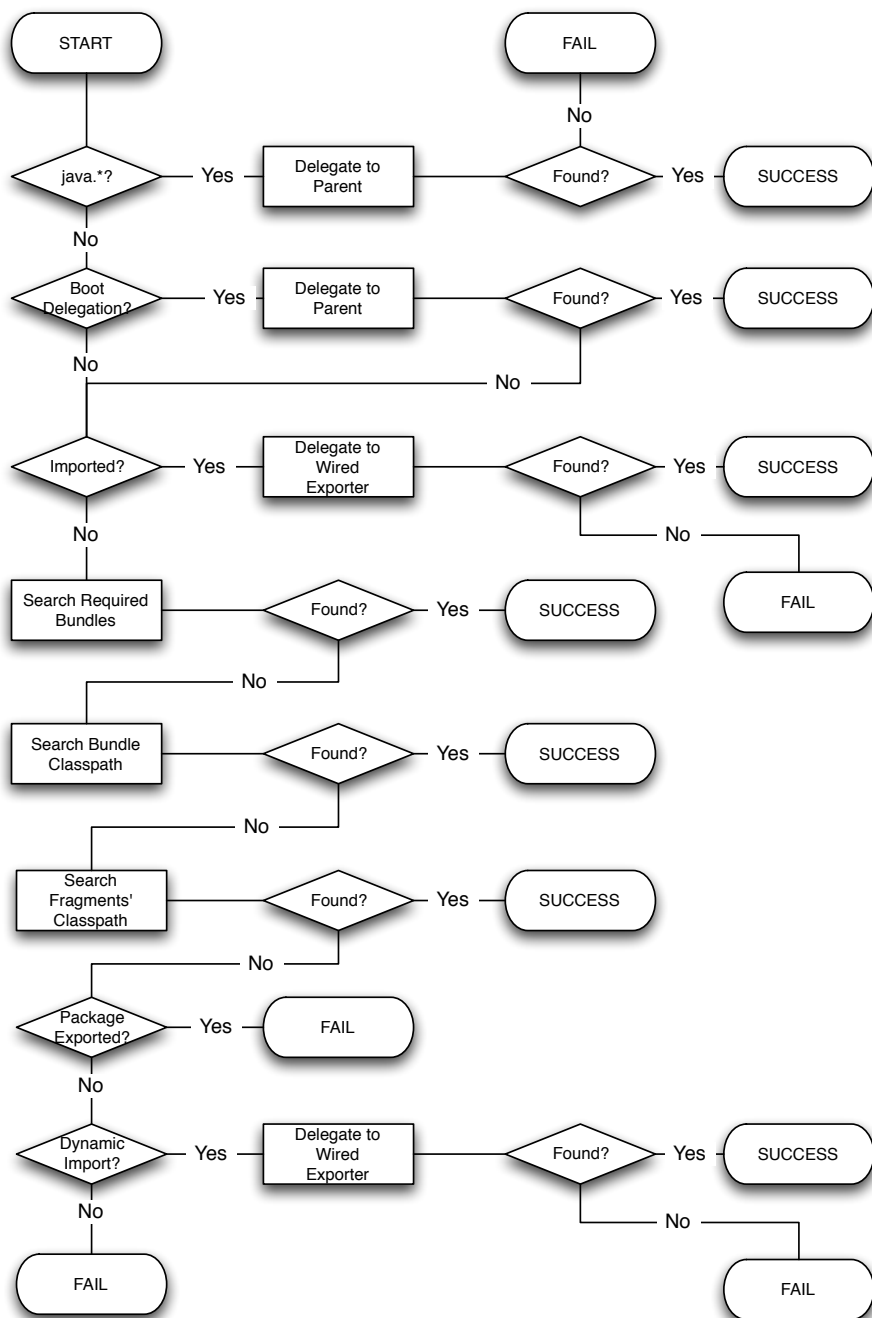 START
FAIL
No
java.*?
Yes
Delegate to
Parent
Found?
Yes
SUCCESS
No
Boot
Delegation?
Yes
Delegate to
Parent
Found?
Yes
SUCCESS
No
No
Imported?
Yes
Delegate to
Wired
Exporter
Found?
Yes
SUCCESS
No
No
Search Required
Bundles
Found?
Yes
SUCCESS
FAIL
No
Search Bundle
Classpath
Found?
Yes
SUCCESS
No
Search
Fragments'
Classpath
Found?
Yes
SUCCESS
No
Package
Exported?
Yes
FAIL
No
Dynamic
Import?
Yes
Delegate to
Wired
Exporter
Found?
Yes
SUCCESS
No
No
FAIL
FAIL